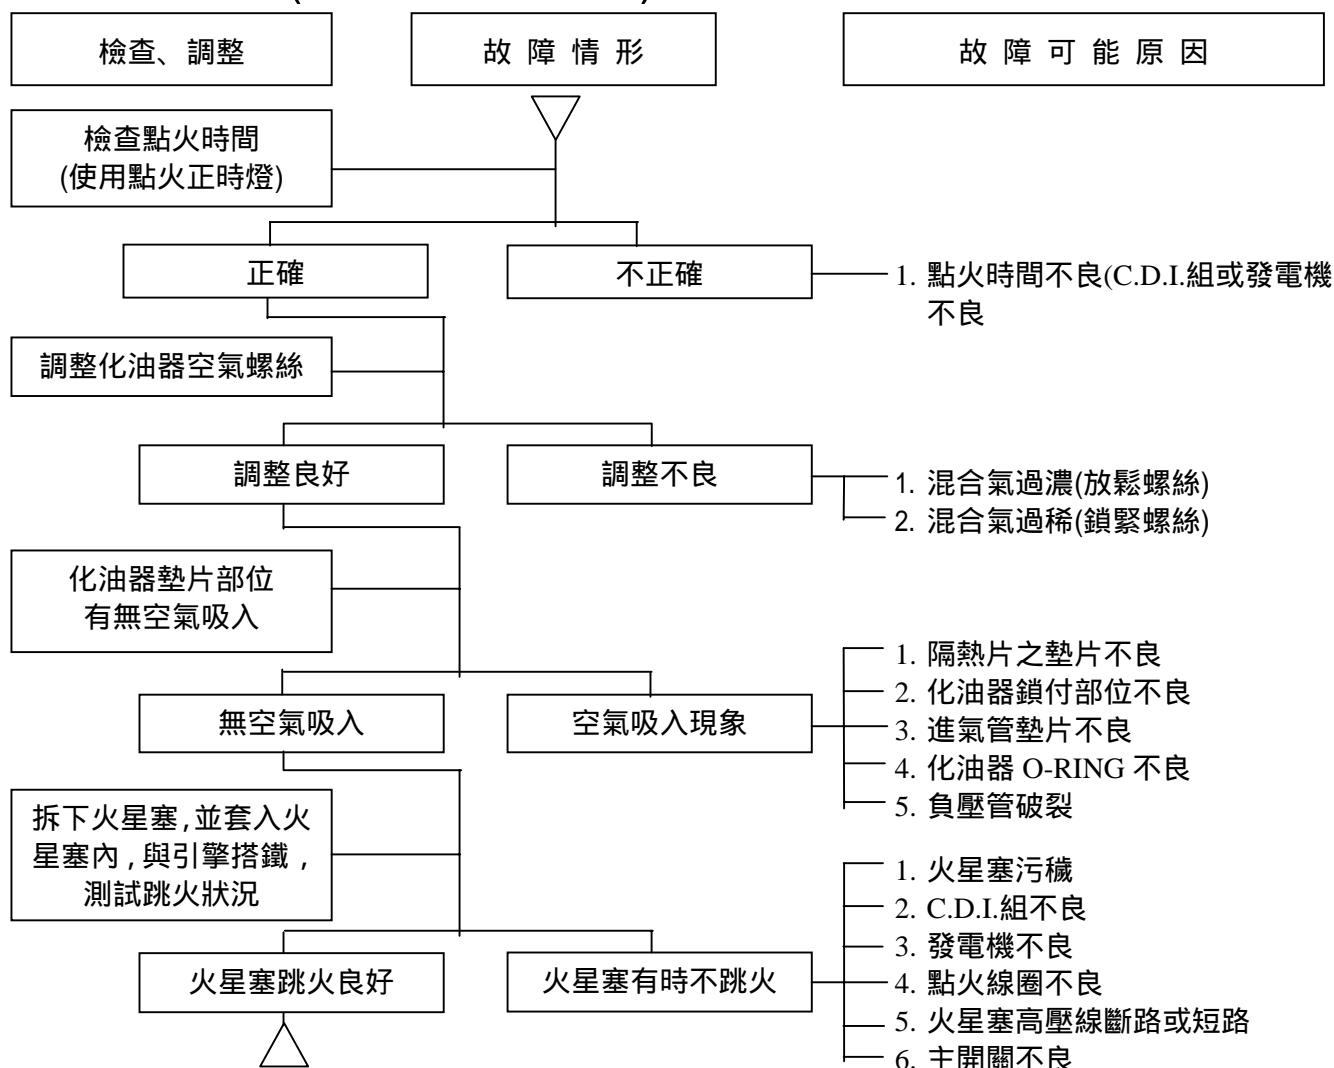 檢查、調整
故 障 情 形
故 障 可 能 原 因
檢查點火時間
(使用點火正時燈)
正確
不正確
1. 點火時間不良(C.D.I.組或發電機
不良
調整化油器空氣螺絲
調整良好
調整不良
1. 混合氣過濃(放鬆螺絲)
2. 混合氣過稀(鎖緊螺絲)
化油器墊片部位
有無空氣吸入
無空氣吸入
空氣吸入現象
1. 隔熱片之墊片不良
2. 化油器鎖付部位不良
3. 進氣管墊片不良
4. 化油器 O-RING 不良
5. 負壓管破裂
拆下火星塞,並套入火
星塞內,與引擎搭鐵,
測試跳火狀況
火星塞跳火良好
火星塞有時不跳火
1. 火星塞污穢
2. C.D.I.組不良
3. 發電機不良
4. 點火線圈不良
5. 火星塞高壓線斷路或短路
6. 主開關不良